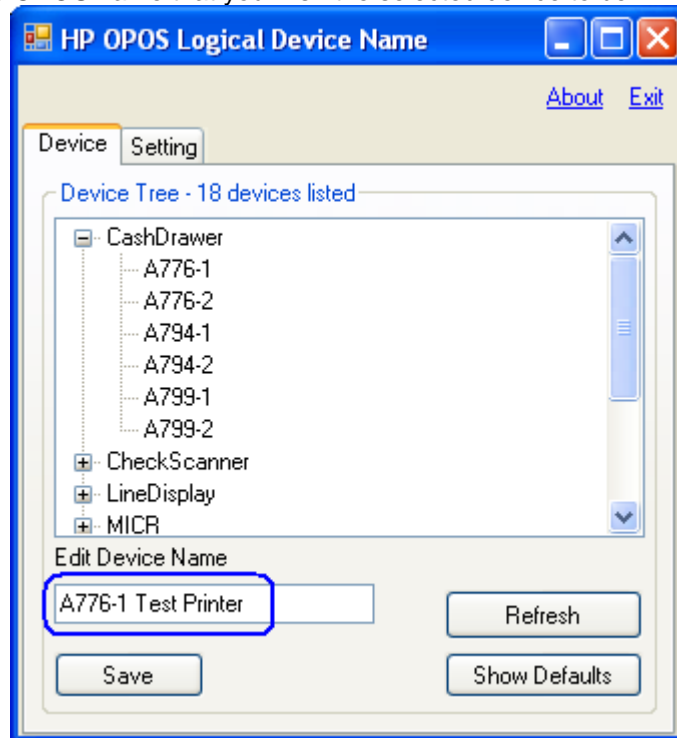 HP OPOS Logical Device Name
About Exit
Device Setting
Device Tree - 18 devices listed
CashDrawer
A776-1
A776-2
A794-1
A794-2
A799-1
A799-2
CheckScanner
LineDisplay
MICR
Edit Device Name
A776-1 Test Printer
Refresh
Save
Show Defaults